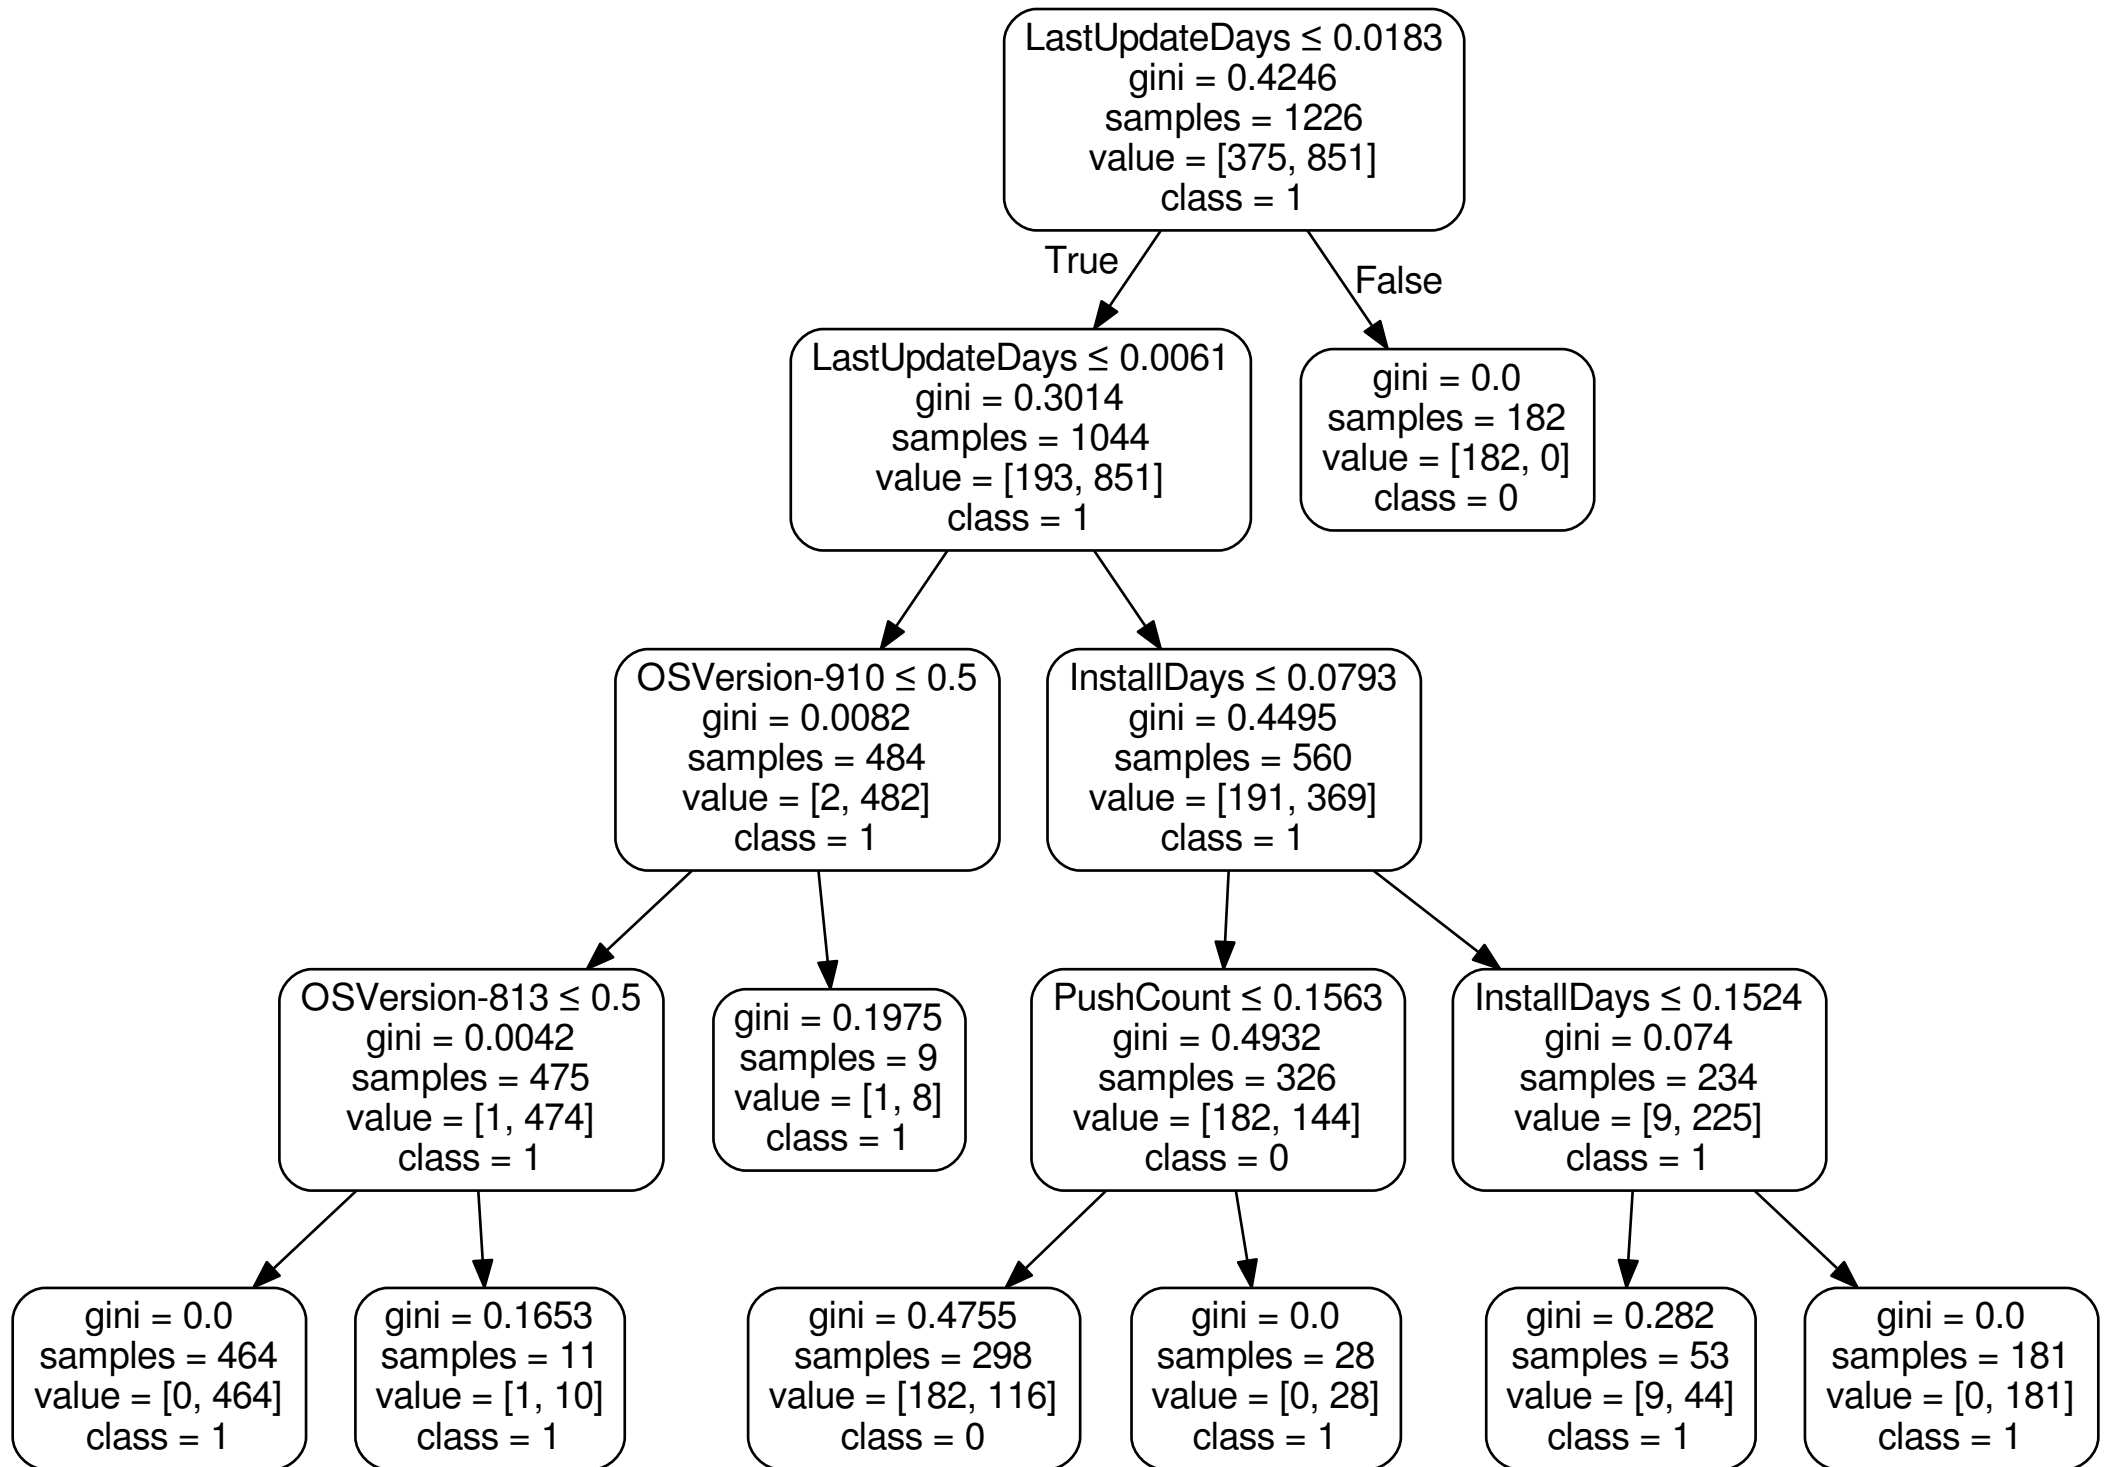 LastUpdateDays ≤ 0.0183
gini = 0.4246
samples = 1226
value = [375, 851]
class = 1
True
False
LastUpdateDays ≤ 0.0061
gini = 0.3014
samples = 1044
value = [193, 851]
class = 1
gini = 0.0
samples = 182
value = [182, 0]
class = 0
OSVersion-910 ≤ 0.5
gini = 0.0082
samples = 484
value = [2, 482]
class = 1
InstallDays ≤ 0.0793
gini = 0.4495
samples = 560
value = [191, 369]
class = 1
OSVersion-813 ≤ 0.5
gini = 0.0042
samples = 475
value = [1, 474]
class = 1
gini = 0.1975
samples = 9
value = [1, 8]
class = 1
PushCount ≤ 0.1563
gini = 0.4932
samples = 326
value = [182, 144]
class = 0
InstallDays ≤ 0.1524
gini = 0.074
samples = 234
value = [9, 225]
class = 1
gini = 0.0
samples = 464
value = [0, 464]
class = 1
gini = 0.1653
samples = 11
value = [1, 10]
class = 1
gini = 0.4755
samples = 298
value = [182, 116]
class = 0
gini = 0.0
samples = 28
value = [0, 28]
class = 1
gini = 0.282
samples = 53
value = [9, 44]
class = 1
gini = 0.0
samples = 181
value = [0, 181]
class = 1